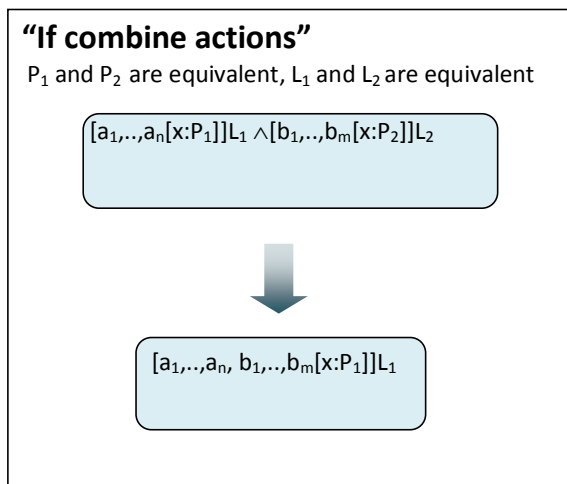 “If combine actions”
P₁ and P₂ are equivalent, L₁ and L₂ are equivalent
[a₁,..,aₙ[x:P₁]]L₁ ∧[b₁,..,bₘ[x:P₂]]L₂
[a₁,..,aₙ, b₁,..,bₘ[x:P₁]]L₁